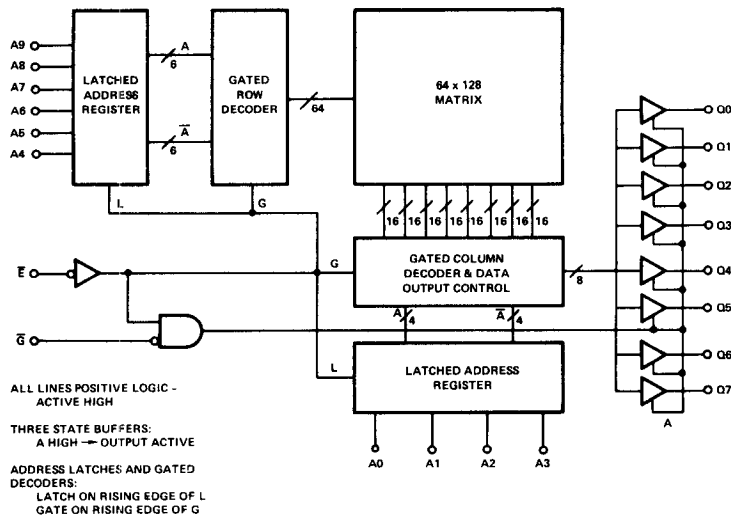 A9
A8
A7
A6
A5
A4
LATCHED
ADDRESS
REGISTER
A
6
A̅
6
GATED
ROW
DECODER
64
64 x 128
MATRIX
L
G
16 16 16 16 16 16 16 16
E̅
G̅
G
GATED COLUMN
DECODER & DATA
OUTPUT CONTROL
8
A
4
A̅
4
L
LATCHED ADDRESS
REGISTER
A0
A1
A2
A3
Q0
Q1
Q2
Q3
Q4
Q5
Q6
Q7
A
ALL LINES POSITIVE LOGIC -
ACTIVE HIGH
THREE STATE BUFFERS:
A HIGH → OUTPUT ACTIVE
ADDRESS LATCHES AND GATED
DECODERS:
LATCH ON RISING EDGE OF L
GATE ON RISING EDGE OF G